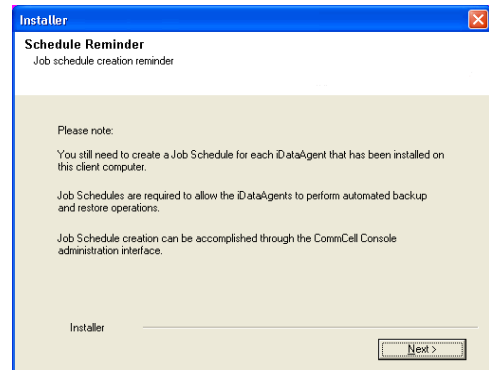 Installer
Schedule Reminder
Job schedule creation reminder
Please note:
You still need to create a Job Schedule for each iDataAgent that has been installed on
this client computer.
Job Schedules are required to allow the iDataAgents to perform automated backup
and restore operations.
Job Schedule creation can be accomplished through the CommCell Console
administration interface.
Installer
Next >